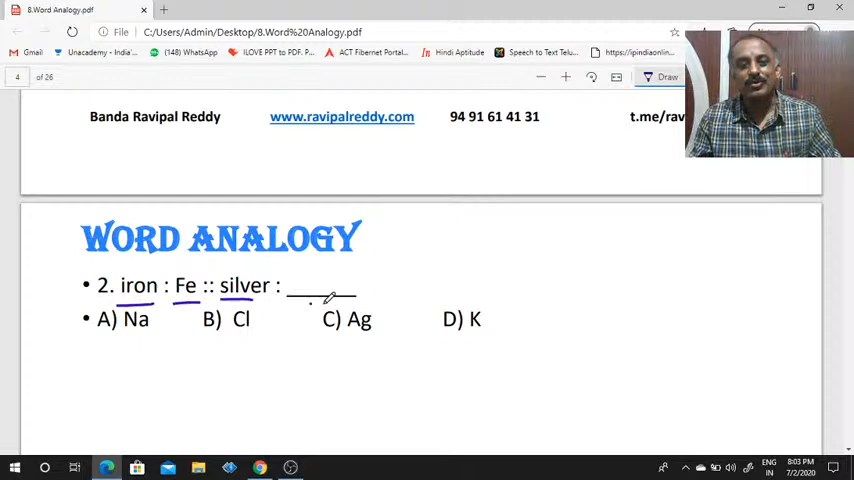 8.Word Analogy.pdf
File | C:/Users/Admin/Desktop/8.Word%20Analogy.pdf
Gmail Unacademy - India'... (148) WhatsApp ILOVE PPT to PDF. P... ACT Fibernet Portal... Hindi Aptitude Speech to Text Telu... https://ipindiaonlin...
4 of 26 Draw
Banda Ravipal Reddy www.ravipalreddy.com 94 91 61 41 31 t.me/rav
WORD ANALOGY
• 2. iron : Fe :: silver : ______
• A) Na B) Cl C) Ag D) K
ENG 8:03 PM
IN 7/2/2020